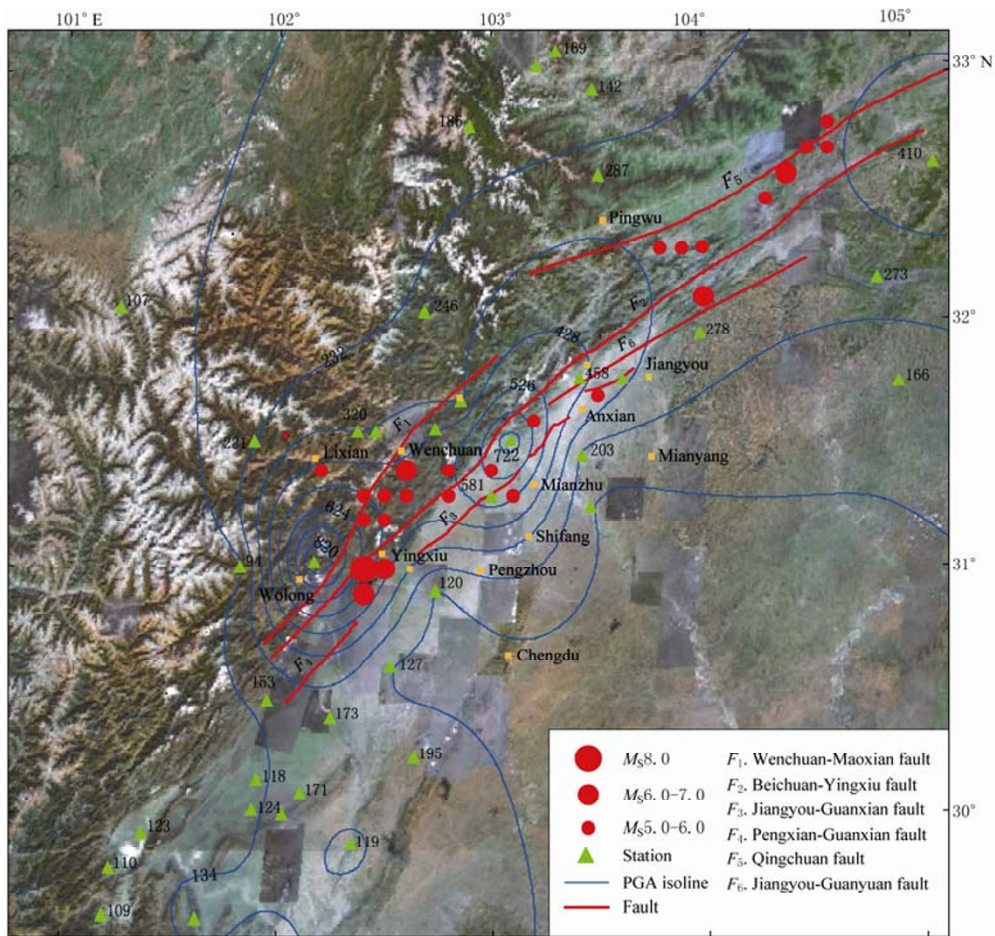 101° E
102°
103°
104°
105°
169
33° N
142
186
410
287
F5
Pingwu
273
107
246
F2
32°
278
428
232
F6
Jiangyou
458
166
526
320
F1
Anxian
221
Wenchuan
203
Lixian
722
Mianyang
581
Mianzhu
624
F3
Shifang
820
Yingxiu
94
31°
Pengzhou
Wolong
120
Chengdu
F4
127
153
173
195
118
171
124
30°
123
119
110
134
109
MS8.0
MS6.0-7.0
MS5.0-6.0
Station
PGA isoline
Fault
F1. Wenchuan-Maoxian fault
F2. Beichuan-Yingxiu fault
F3. Jiangyou-Guanxian fault
F4. Pengxian-Guanxian fault
F5. Qingchuan fault
F6. Jiangyou-Guanyuan fault